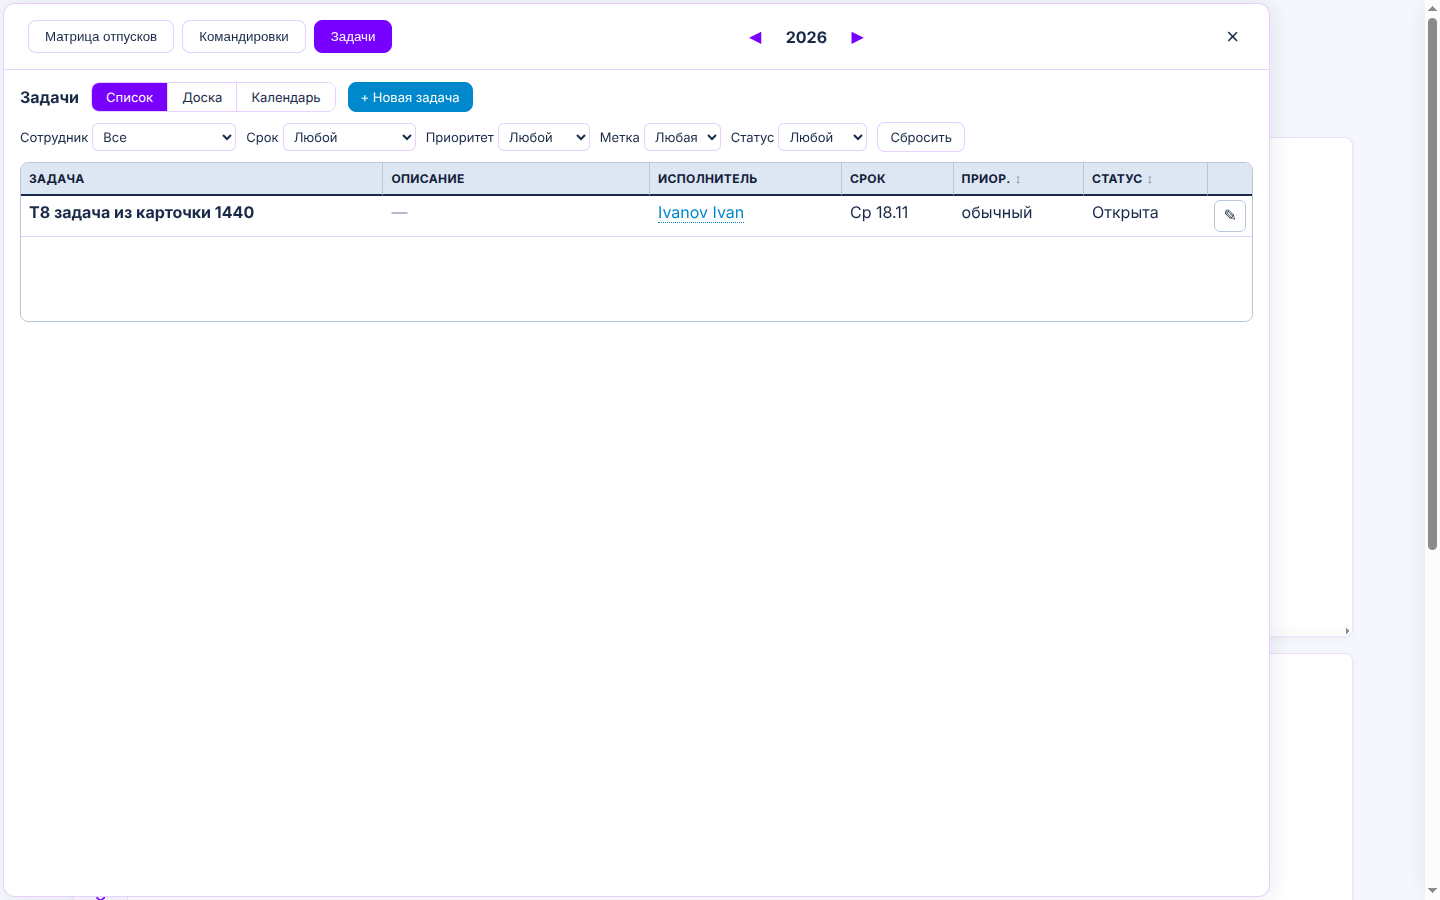 Матрица отпусков Командировки Задачи ◀ 2026 ▶ ×
Задачи Список Доска Календарь + Новая задача
Сотрудник Все Срок Любой Приоритет Любой Метка Любая Статус Любой Сбросить
ЗАДАЧА ОПИСАНИЕ ИСПОЛНИТЕЛЬ СРОК ПРИОР. ↕ СТАТУС ↕
T8 задача из карточки 1440 — Ivanov Ivan Ср 18.11 обычный Открыта ✎